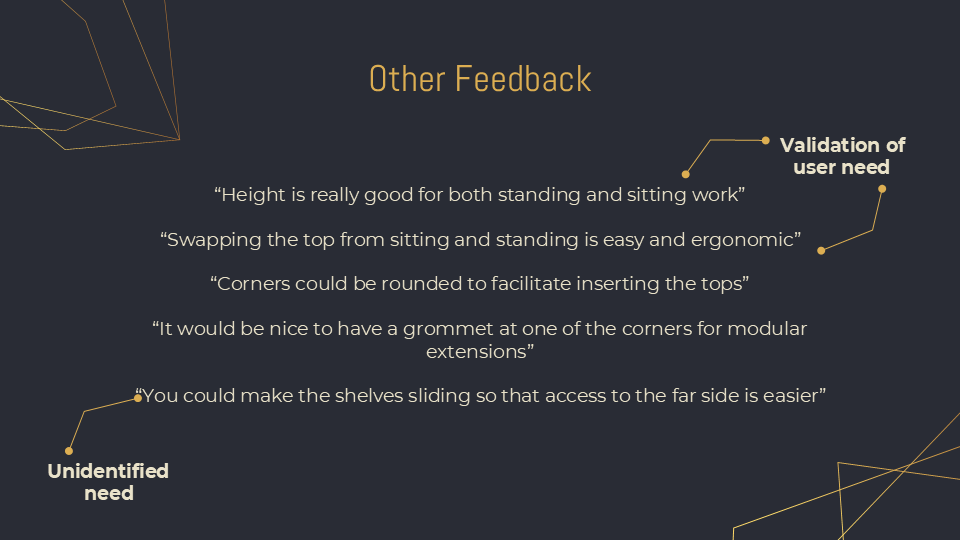 Other Feedback
Validation of
user need
“Height is really good for both standing and sitting work”
“Swapping the top from sitting and standing is easy and ergonomic”
“Corners could be rounded to facilitate inserting the tops”
“It would be nice to have a grommet at one of the corners for modular
extensions”
“You could make the shelves sliding so that access to the far side is easier”
Unidentified
need